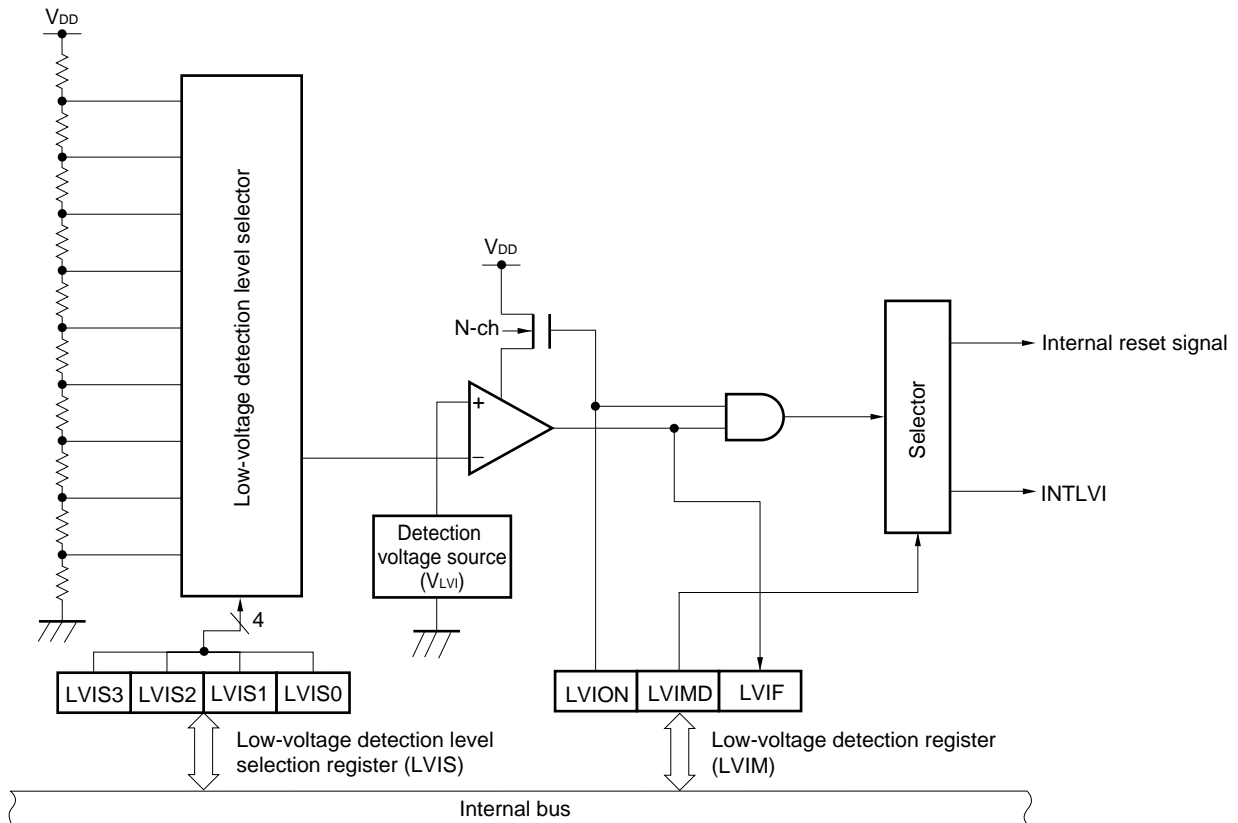 VDD
Low-voltage detection level selector
VDD
N-ch
+
−
Detection
voltage source
(VLVI)
Selector
Internal reset signal
INTLVI
4
LVIS3 LVIS2 LVIS1 LVIS0
LVION LVIMD LVIF
Low-voltage detection level
selection register (LVIS)
Low-voltage detection register
(LVIM)
Internal bus